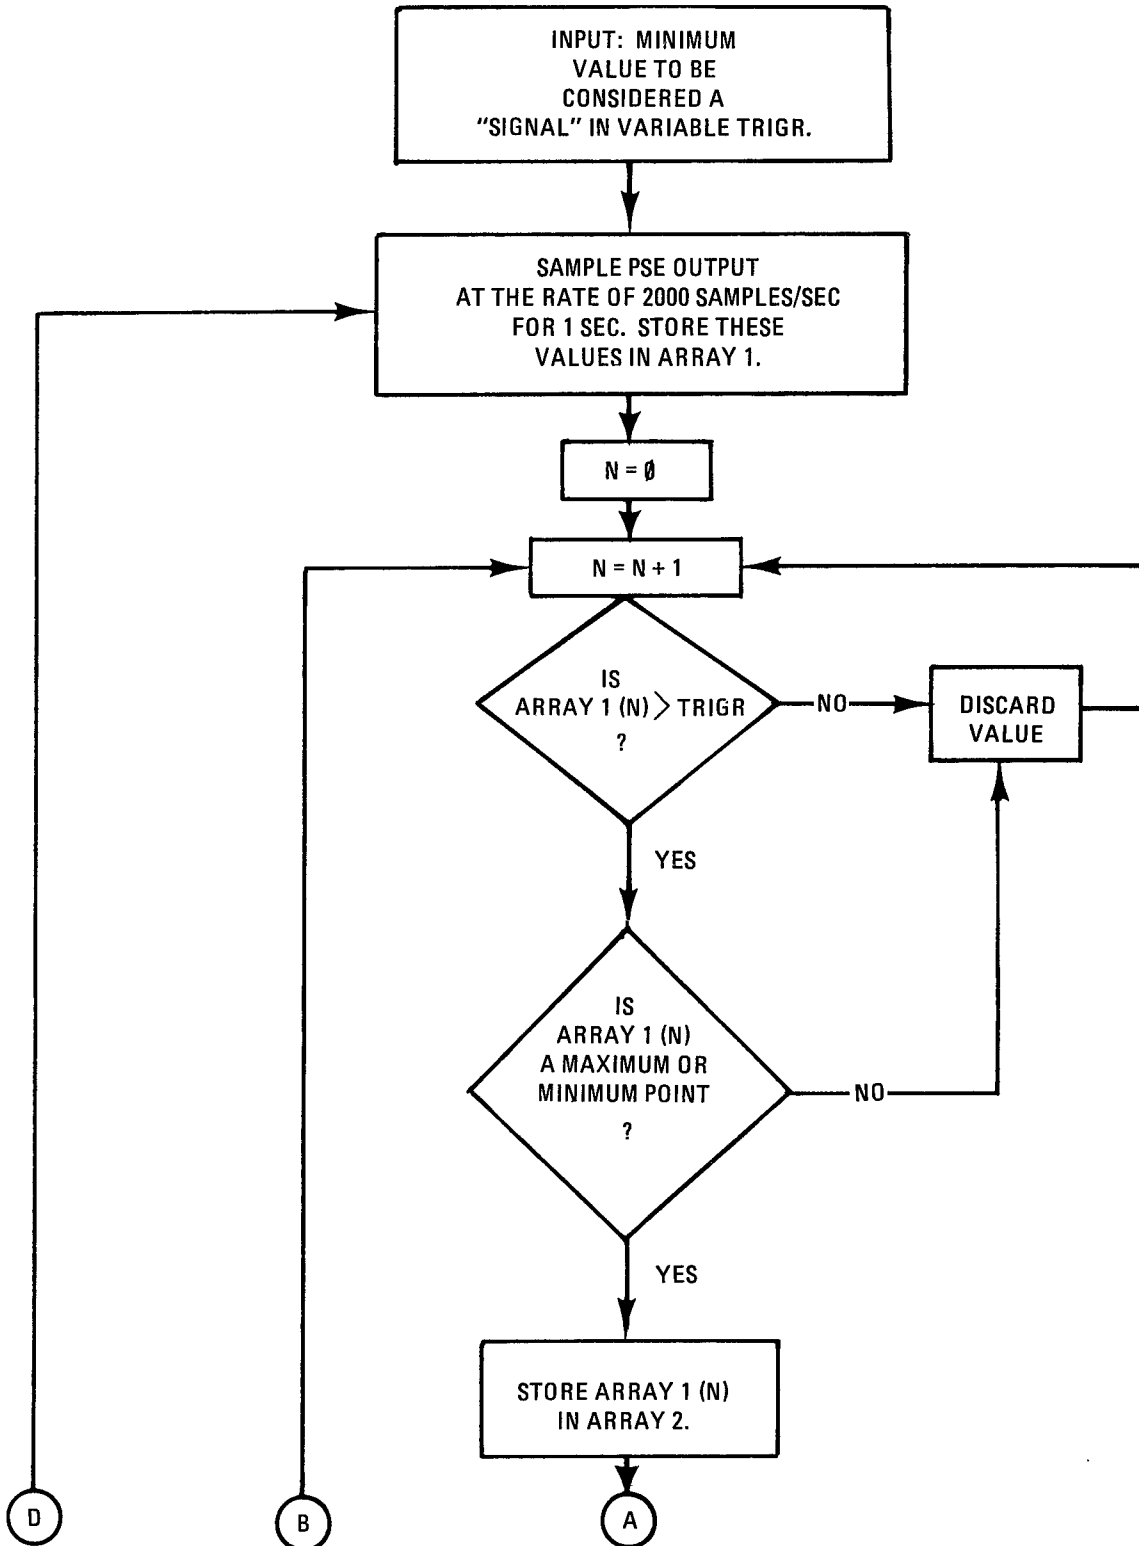 INPUT: MINIMUM
VALUE TO BE
CONSIDERED A
"SIGNAL" IN VARIABLE TRIGR.
SAMPLE PSE OUTPUT
AT THE RATE OF 2000 SAMPLES/SEC
FOR 1 SEC. STORE THESE
VALUES IN ARRAY 1.
N = Ø
N = N + 1
IS
ARRAY 1 (N) > TRIGR
?
NO
DISCARD
VALUE
YES
IS
ARRAY 1 (N)
A MAXIMUM OR
MINIMUM POINT
?
NO
YES
STORE ARRAY 1 (N)
IN ARRAY 2.
D
B
A